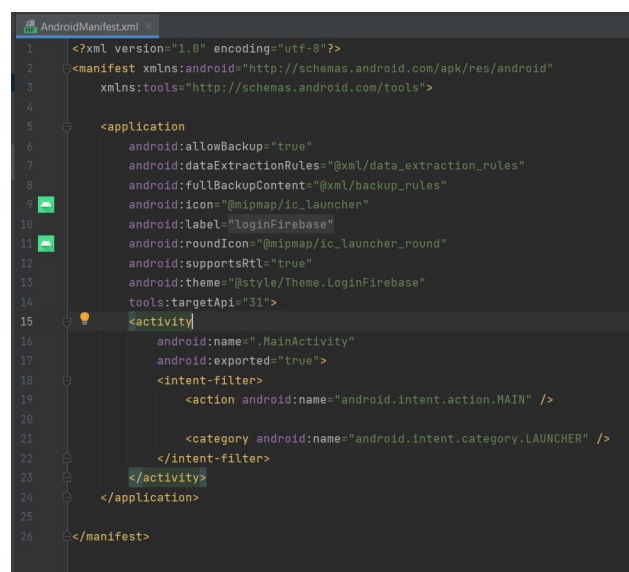 AndroidManifest.xml
1 <?xml version="1.0" encoding="utf-8"?>
2 <manifest xmlns:android="http://schemas.android.com/apk/res/android"
3 xmlns:tools="http://schemas.android.com/tools">
4
5 <application
6 android:allowBackup="true"
7 android:dataExtractionRules="@xml/data_extraction_rules"
8 android:fullBackupContent="@xml/backup_rules"
9 android:icon="@mipmap/ic_launcher"
10 android:label="loginFirebase"
11 android:roundIcon="@mipmap/ic_launcher_round"
12 android:supportsRtl="true"
13 android:theme="@style/Theme.LoginFirebase"
14 tools:targetApi="31">
15 <activity
16 android:name=".MainActivity"
17 android:exported="true">
18 <intent-filter>
19 <action android:name="android.intent.action.MAIN" />
20
21 <category android:name="android.intent.category.LAUNCHER" />
22 </intent-filter>
23 </activity>
24 </application>
25
26 </manifest>